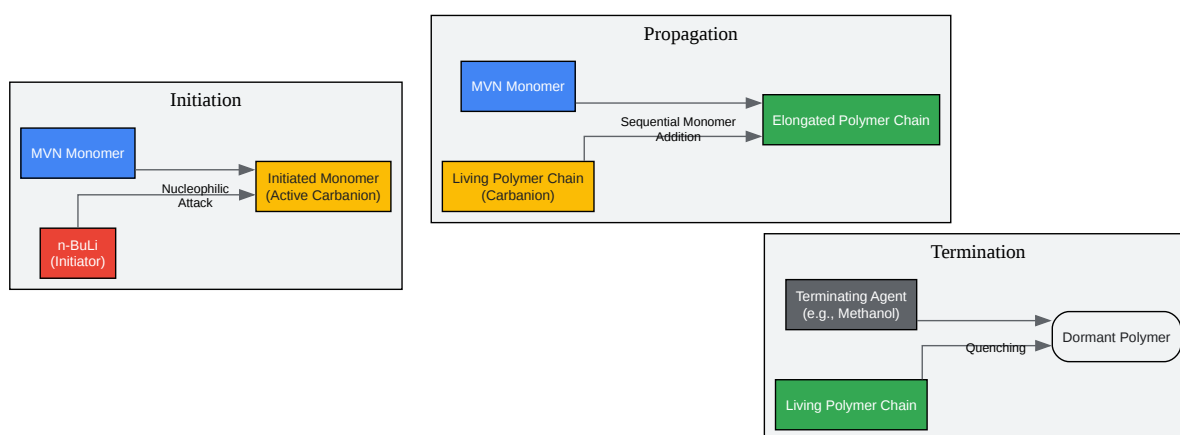 Initiation
MVN Monomer
Nucleophilic
Attack
Initiated Monomer
(Active Carbanion)
n-BuLi
(Initiator)
Propagation
MVN Monomer
Sequential Monomer
Addition
Elongated Polymer Chain
Living Polymer Chain
(Carbanion)
Termination
Terminating Agent
(e.g., Methanol)
Quenching
Dormant Polymer
Living Polymer Chain